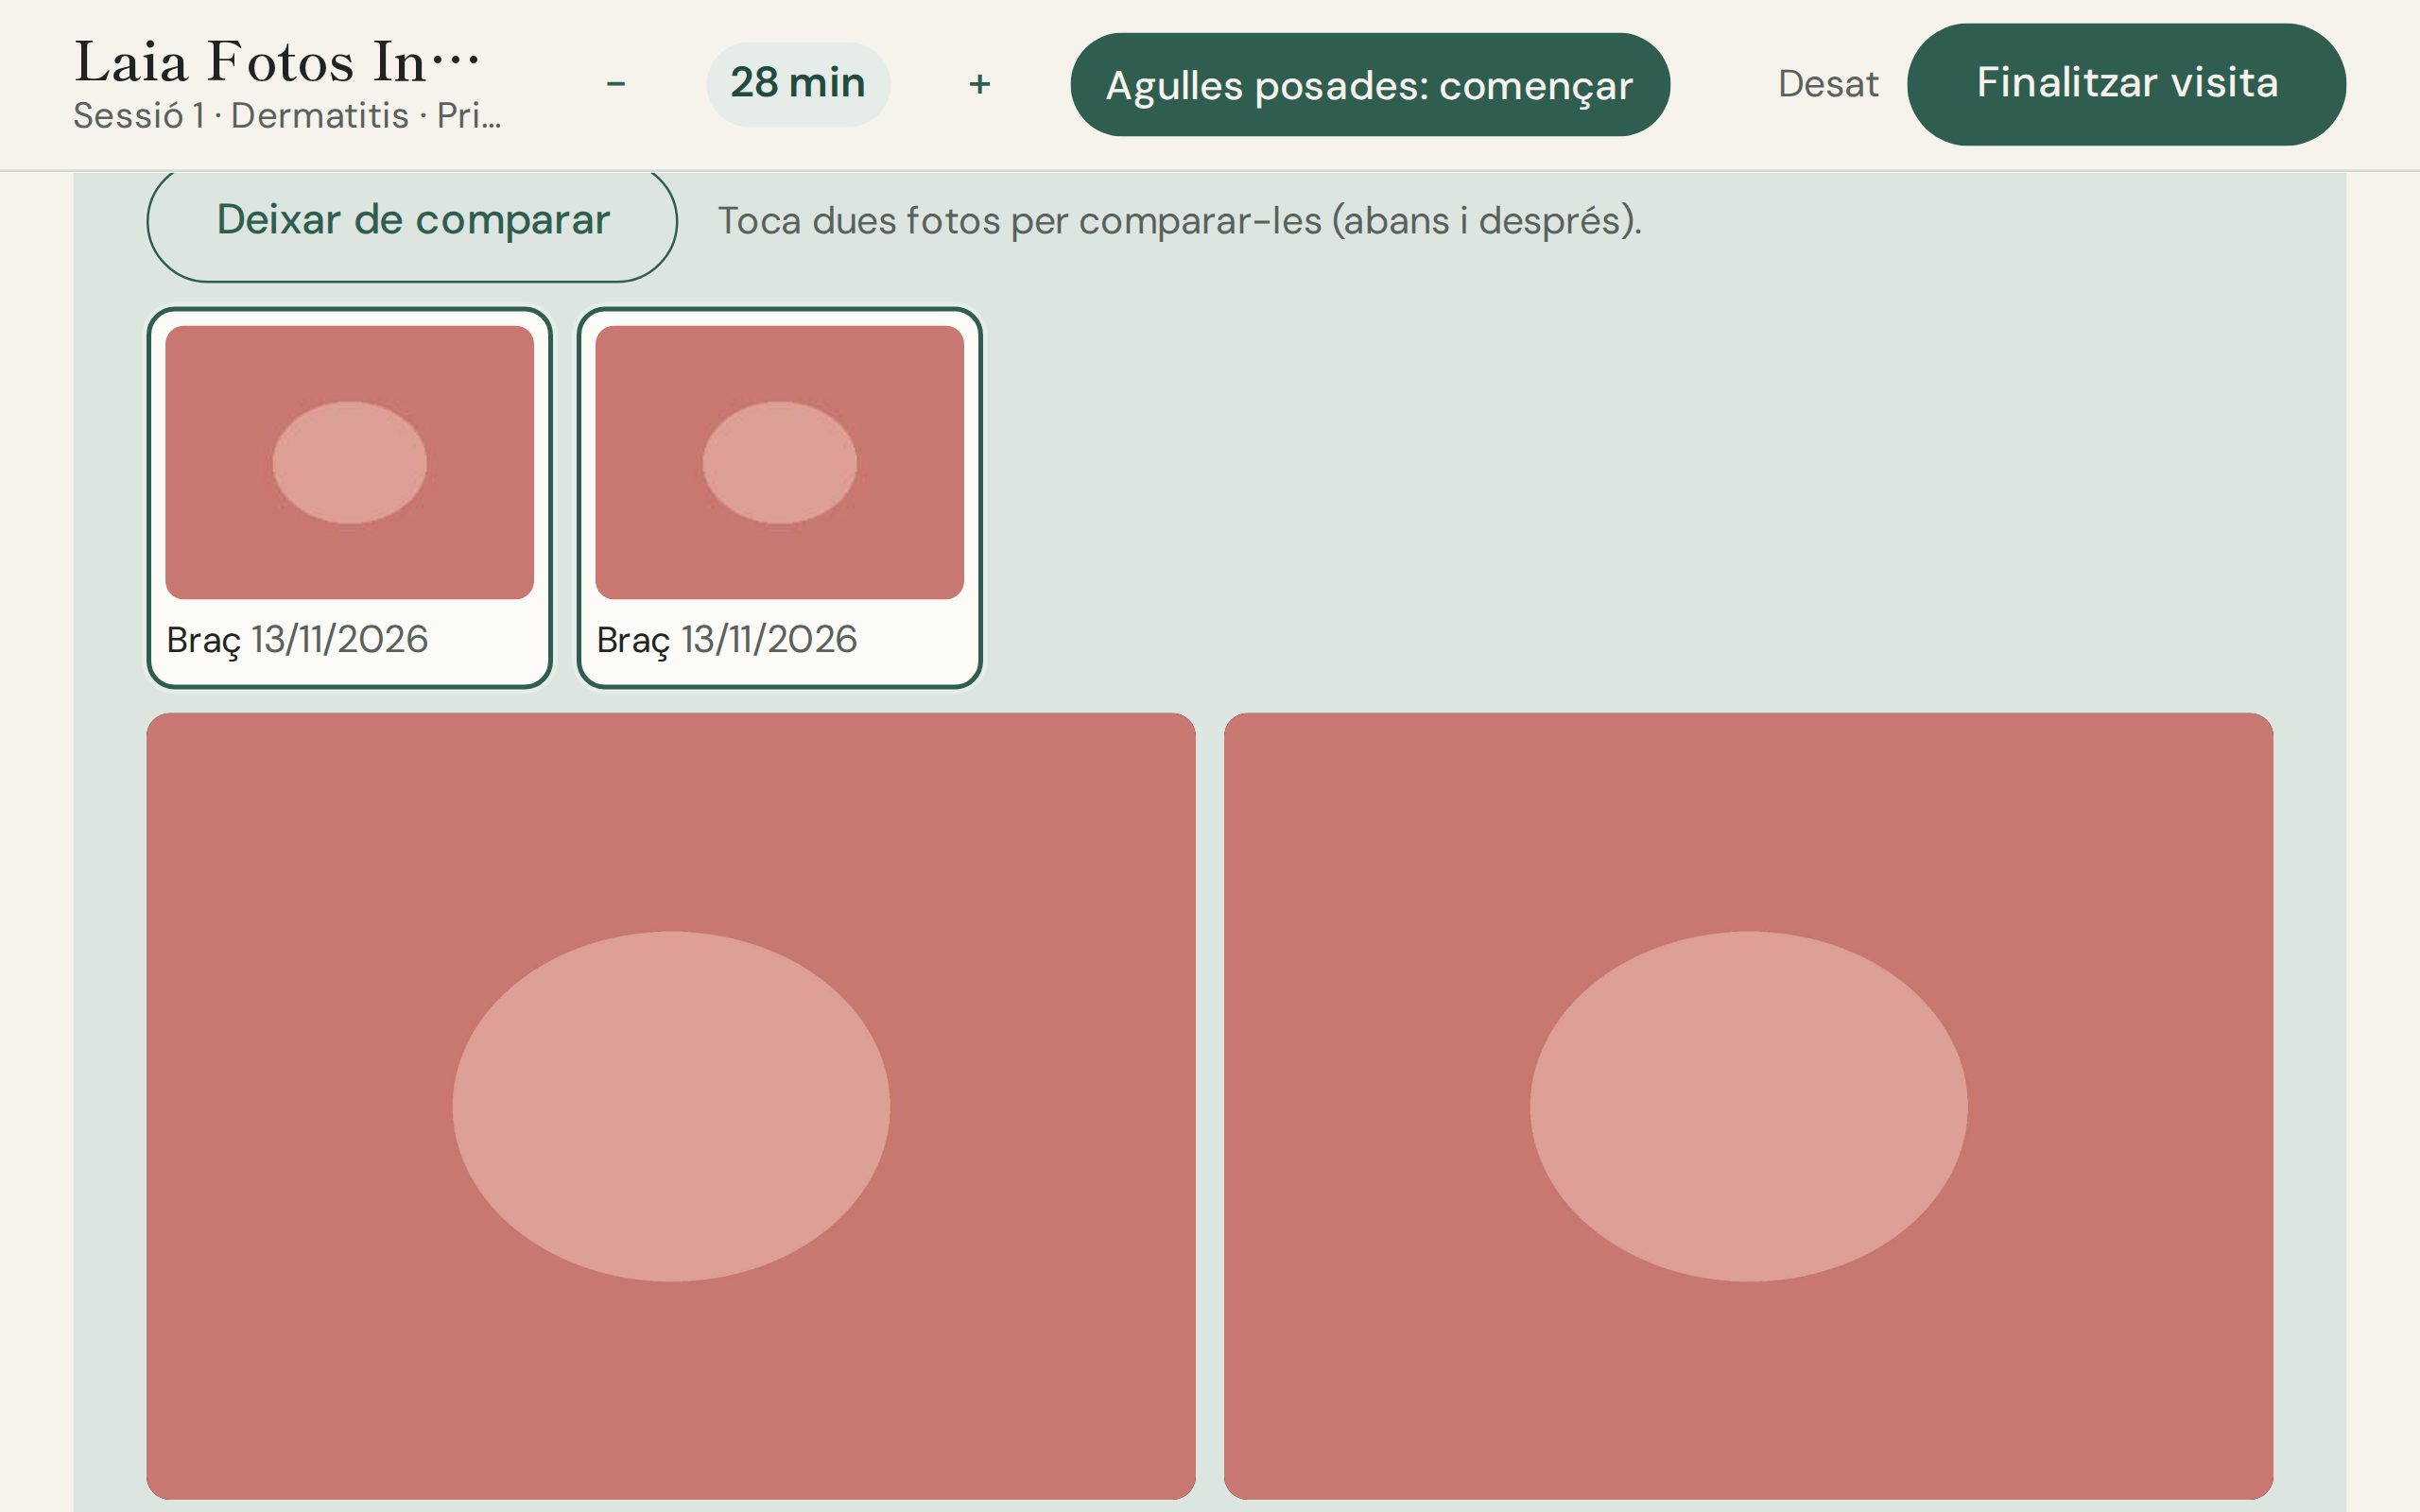 Laia Fotos In···
Sessió 1 · Dermatitis · Pri...
−
28 min
+
Agulles posades: començar
Desat
Finalitzar visita
Deixar de comparar
Toca dues fotos per comparar-les (abans i després).
Braç 13/11/2026
Braç 13/11/2026